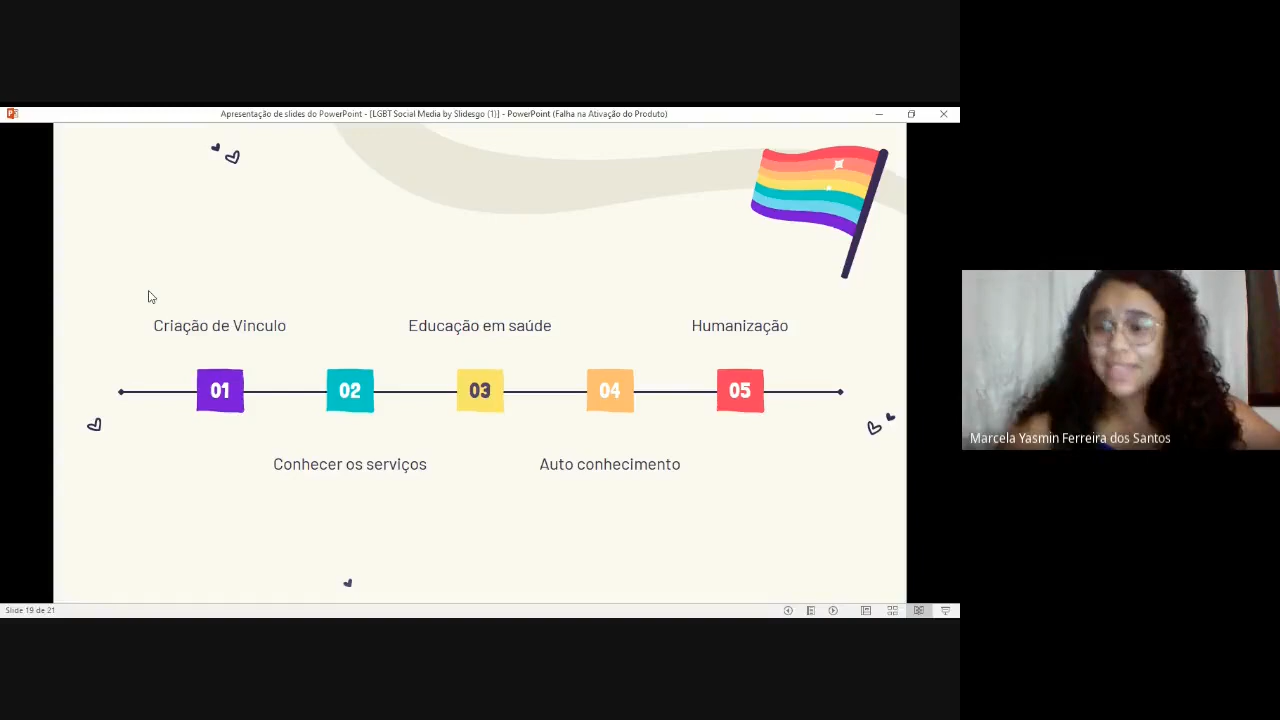 Apresentação de slides do PowerPoint - [LGBT Social Media by Slidesgo (1)] - PowerPoint (Falha na Ativação do Produto)
Criação de Vinculo
Educação em saúde
Humanização
01
02
03
04
05
Conhecer os serviços
Auto conhecimento
Marcela Yasmin Ferreira dos Santos
Slide 19 de 21